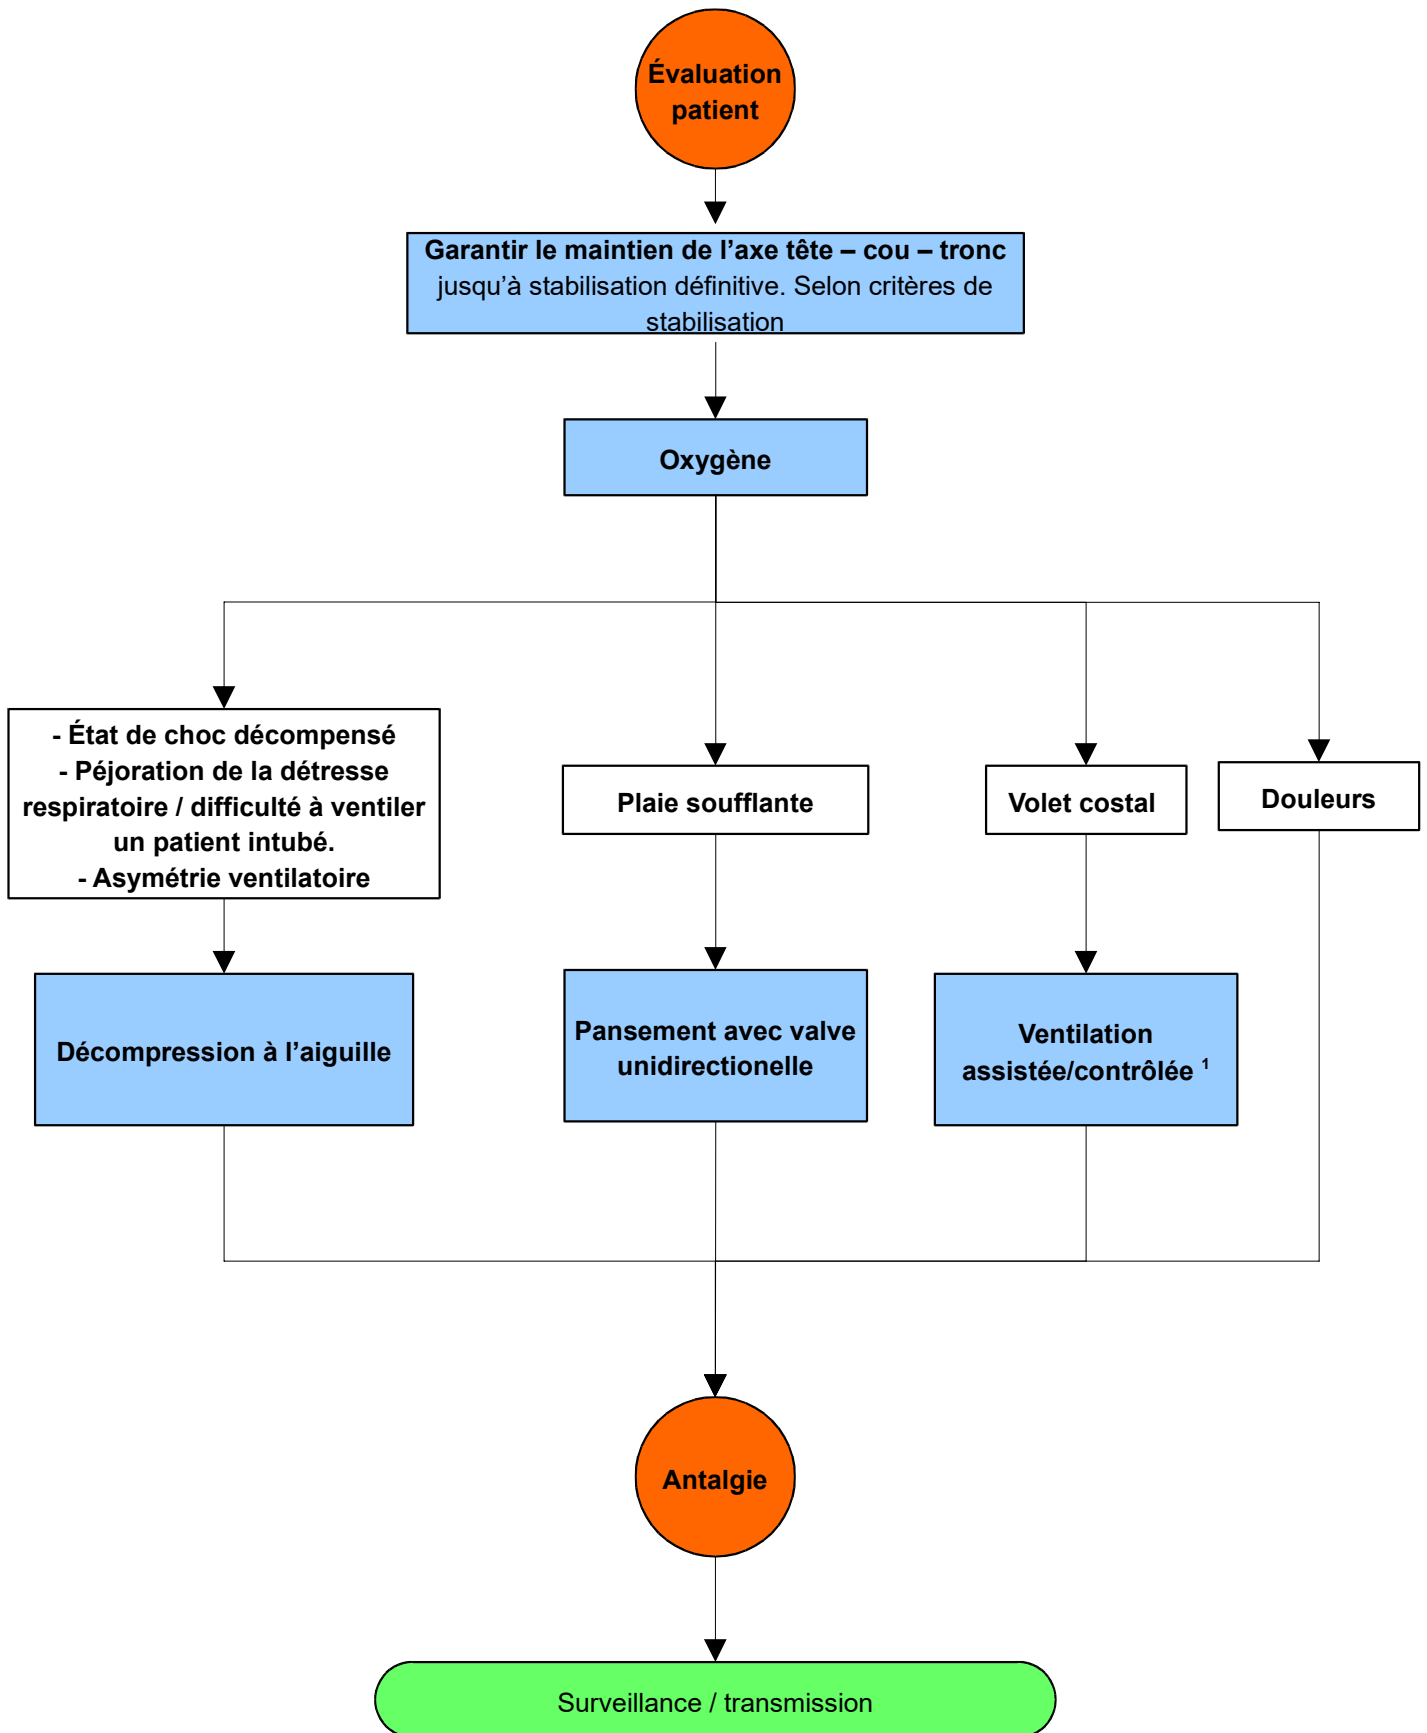 Évaluation
patient
Garantir le maintien de l’axe tête – cou – tronc
jusqu’à stabilisation définitive. Selon critères de
stabilisation
Oxygène
- État de choc décompensé
- Péjoration de la détresse
respiratoire / difficulté à ventiler
un patient intubé.
- Asymétrie ventilatoire
Plaie soufflante
Volet costal
Douleurs
Décompression à l’aiguille
Pansement avec valve
unidirectionelle
Ventilation
assistée/contrôlée ¹
Antalgie
Surveillance / transmission